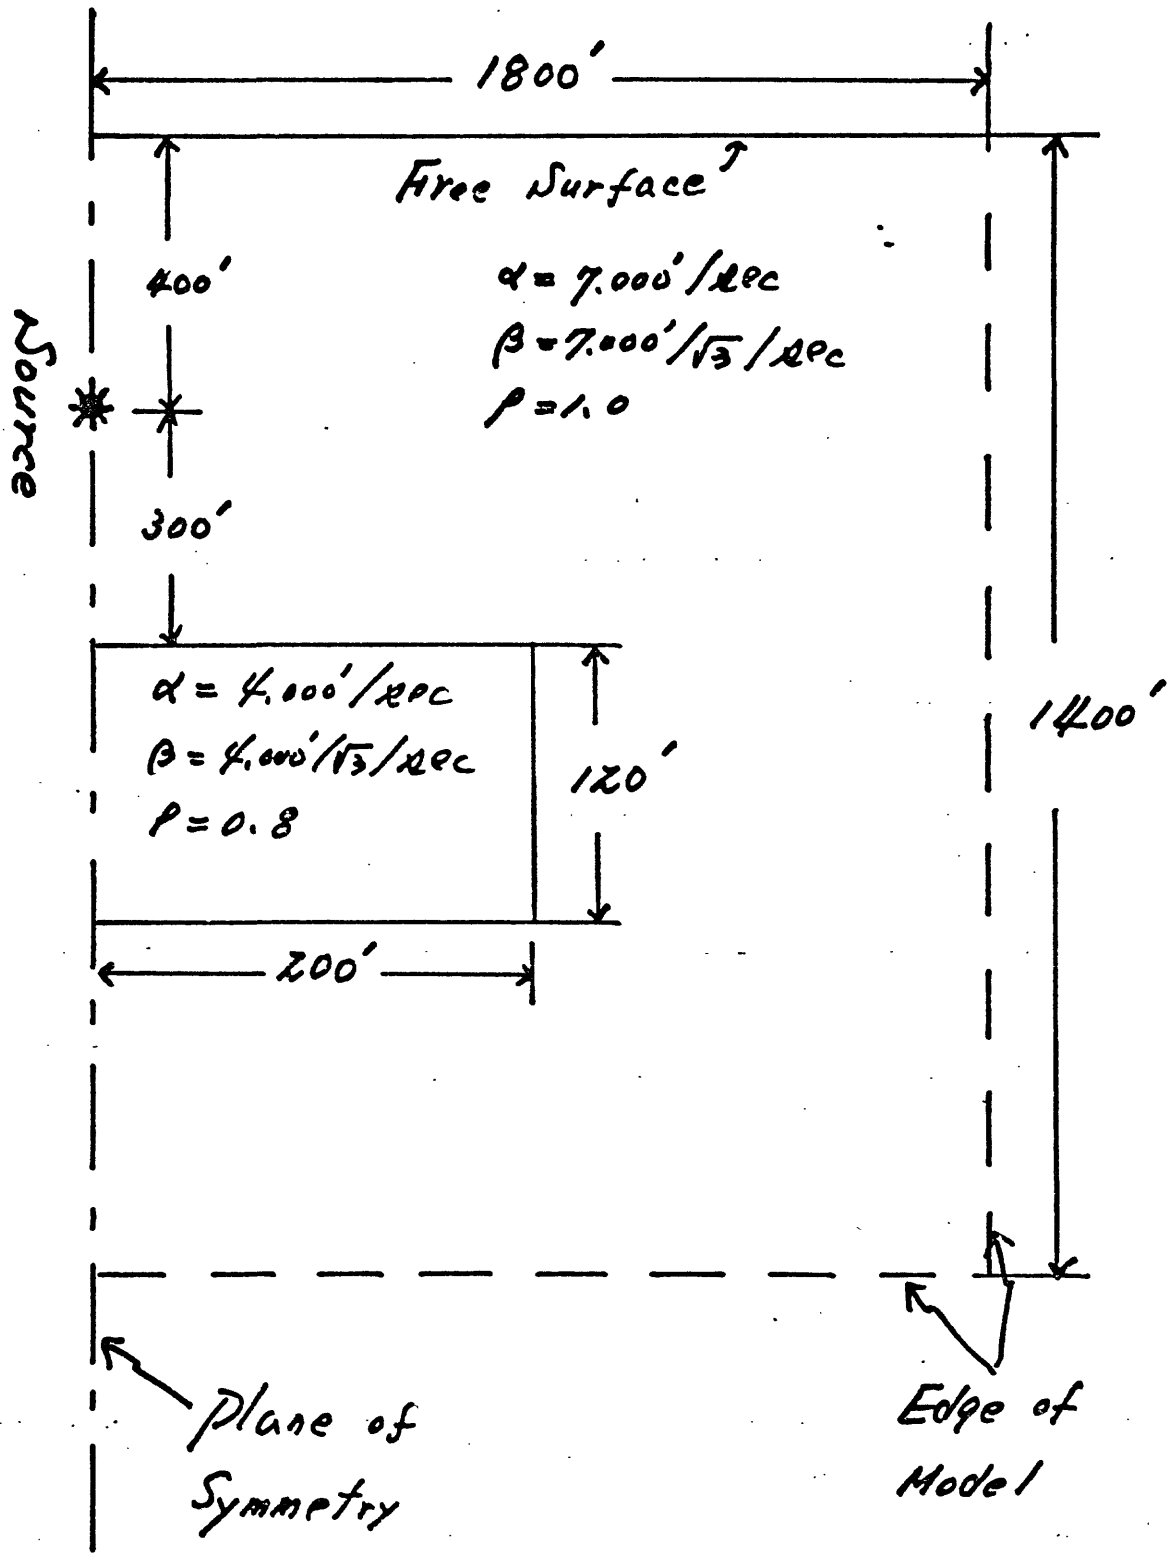 1800'
Free Surface
400'
α = 7.000'/sec
β = 7.000'/√3/sec
ρ = 1.0
Source
300'
α = 4.000'/sec
β = 4.000'/√3/sec
ρ = 0.8
120'
1400'
200'
Plane of
Symmetry
Edge of
Model